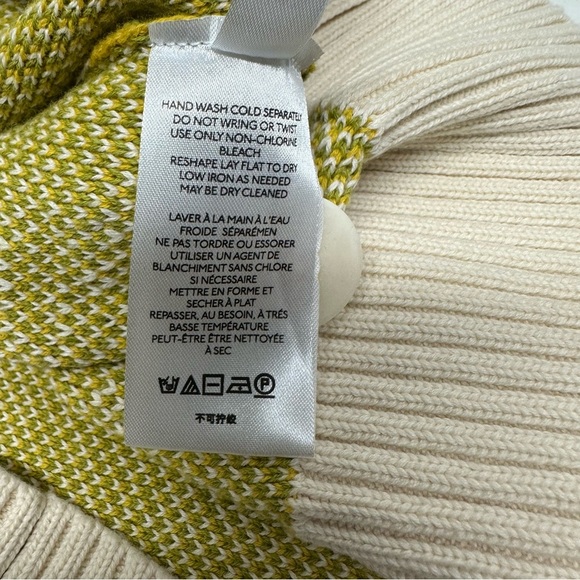 HAND WASH COLD SEPARATELY
DO NOT WRING OR TWIST
USE ONLY NON-CHLORINE
BLEACH
RESHAPE LAY FLAT TO DRY
LOW IRON AS NEEDED
MAY BE DRY CLEANED
LAVER À LA MAIN À L'EAU
FROIDE SÉPARÉMEN
NE PAS TORDRE OU ESSORER
UTILISER UN AGENT DE
BLANCHIMENT SANS CHLORE
SI NÉCESSAIRE
METTRE EN FORME ET
SECHER À PLAT
REPASSER, AU BESOIN, À TRÉS
BASSE TEMPÉRATURE
PEUT-ÊTRE ÊTRE NETTOYÉE
À SEC
P
不可拧绞